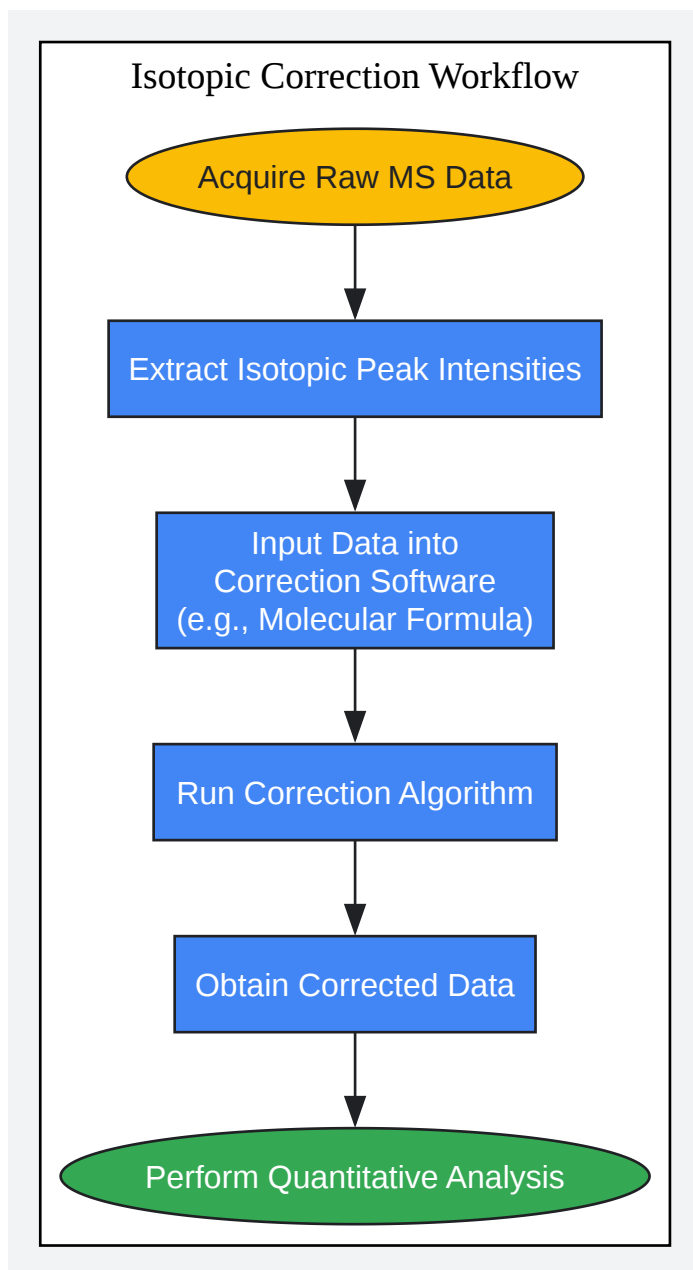 Isotopic Correction Workflow
Acquire Raw MS Data
Extract Isotopic Peak Intensities
Input Data into
Correction Software
(e.g., Molecular Formula)
Run Correction Algorithm
Obtain Corrected Data
Perform Quantitative Analysis